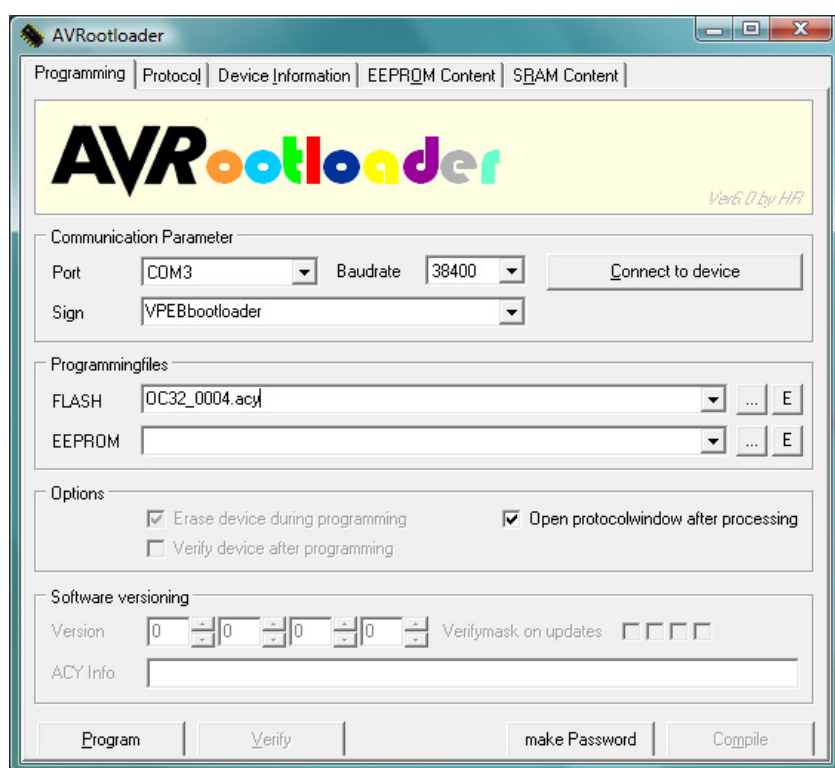 AVRootloader
Programming Protocol Device Information EEPROM Content SRAM Content
AVRootloader
Ver6.0 by HR
Communication Parameter
Port COM3 Baudrate 38400 Connect to device
Sign VPEBbootloader
Programmingfiles
FLASH OC32_0004.acy ... E
EEPROM ... E
Options
Erase device during programming Open protocolwindow after processing
Verify device after programming
Software versioning
Version 0 0 0 0 Verifymask on updates
ACY Info
Program Verify make Password Compile